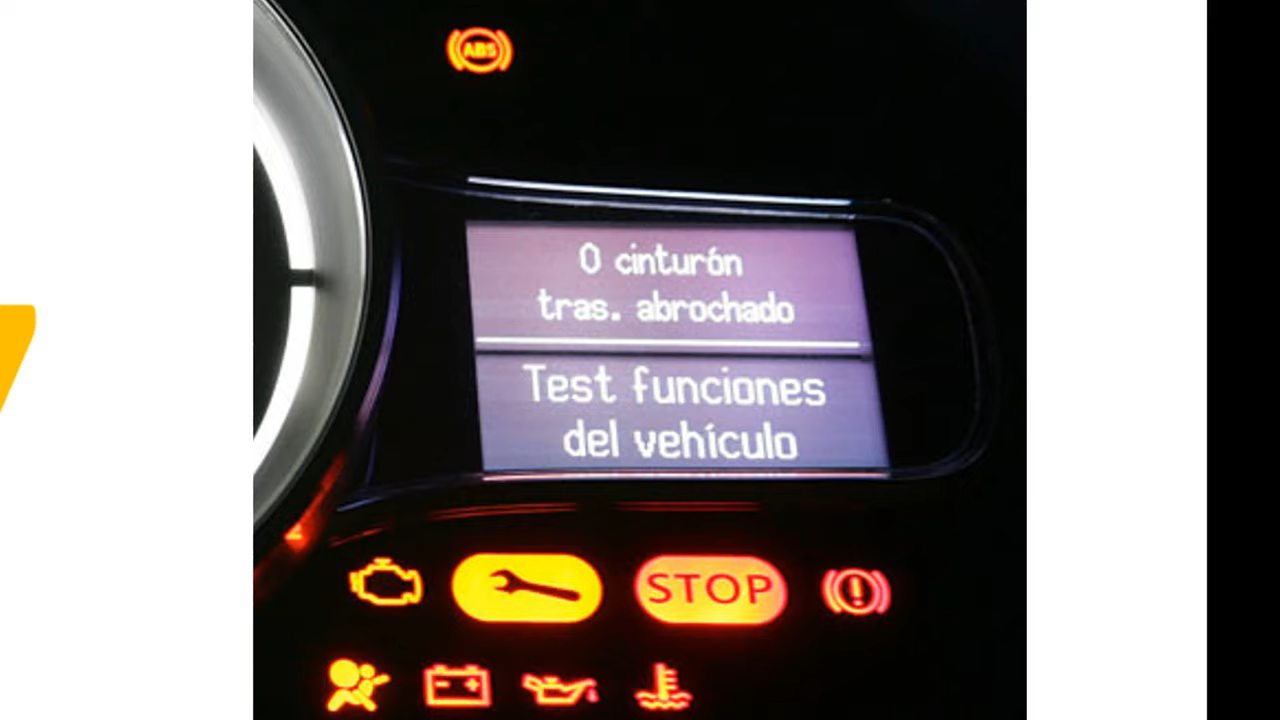 ABS
0 cinturón
tras. abrochado
Test funciones
del vehículo
STOP